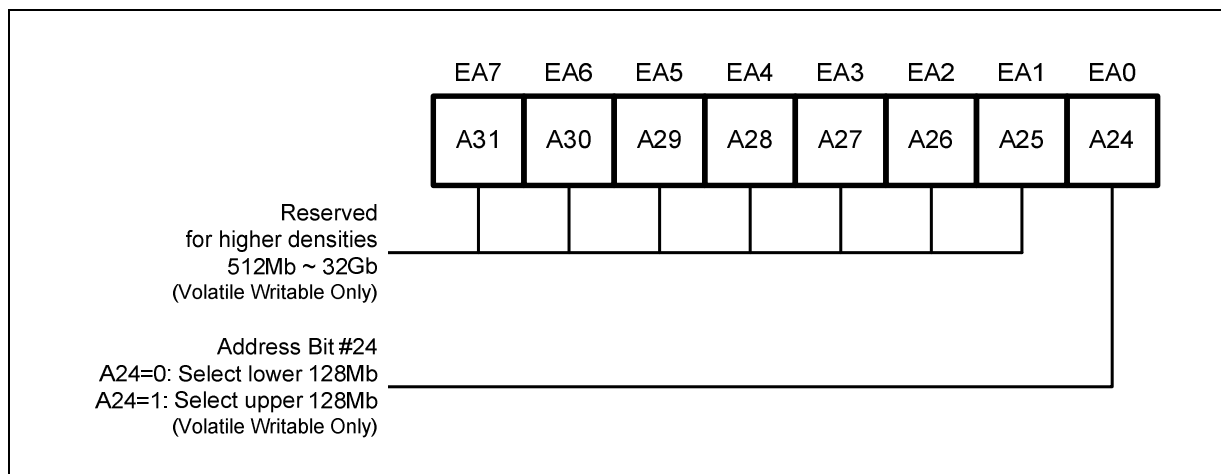 EA7 EA6 EA5 EA4 EA3 EA2 EA1 EA0
A31 A30 A29 A28 A27 A26 A25 A24
Reserved
for higher densities
512Mb ~ 32Gb
(Volatile Writable Only)
Address Bit #24
A24=0: Select lower 128Mb
A24=1: Select upper 128Mb
(Volatile Writable Only)